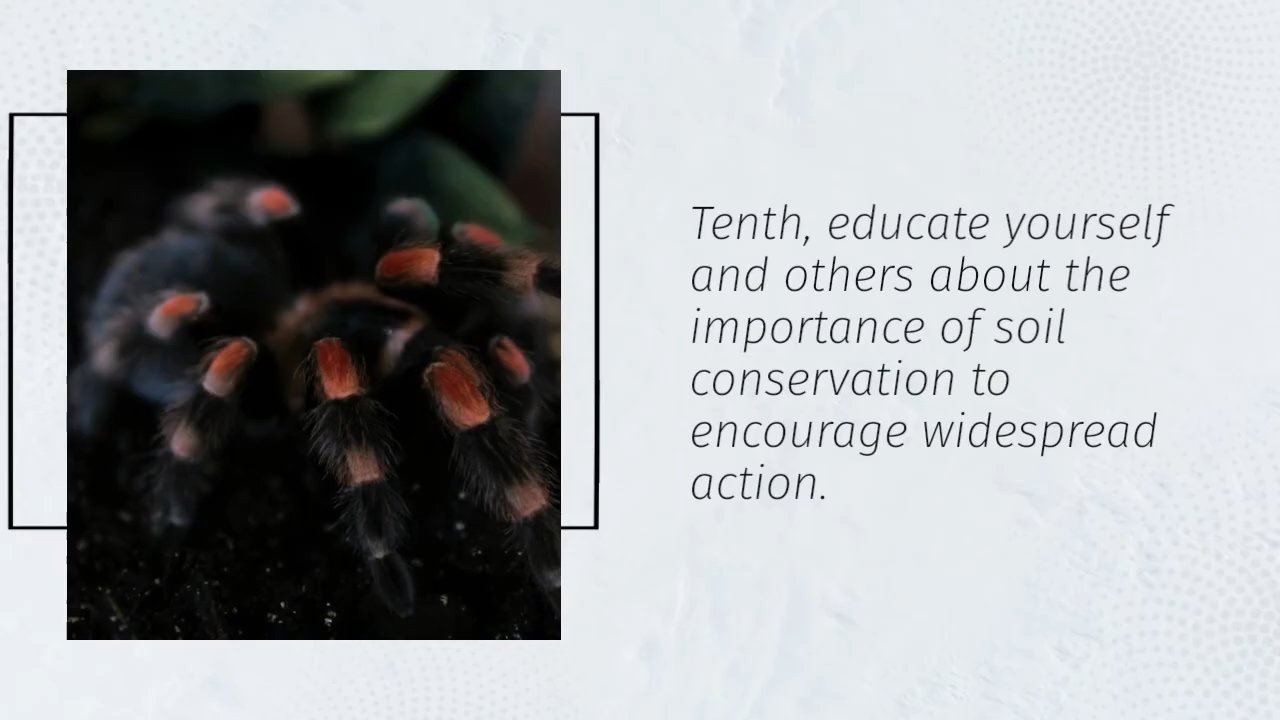 Tenth, educate yourself
and others about the
importance of soil
conservation to
encourage widespread
action.